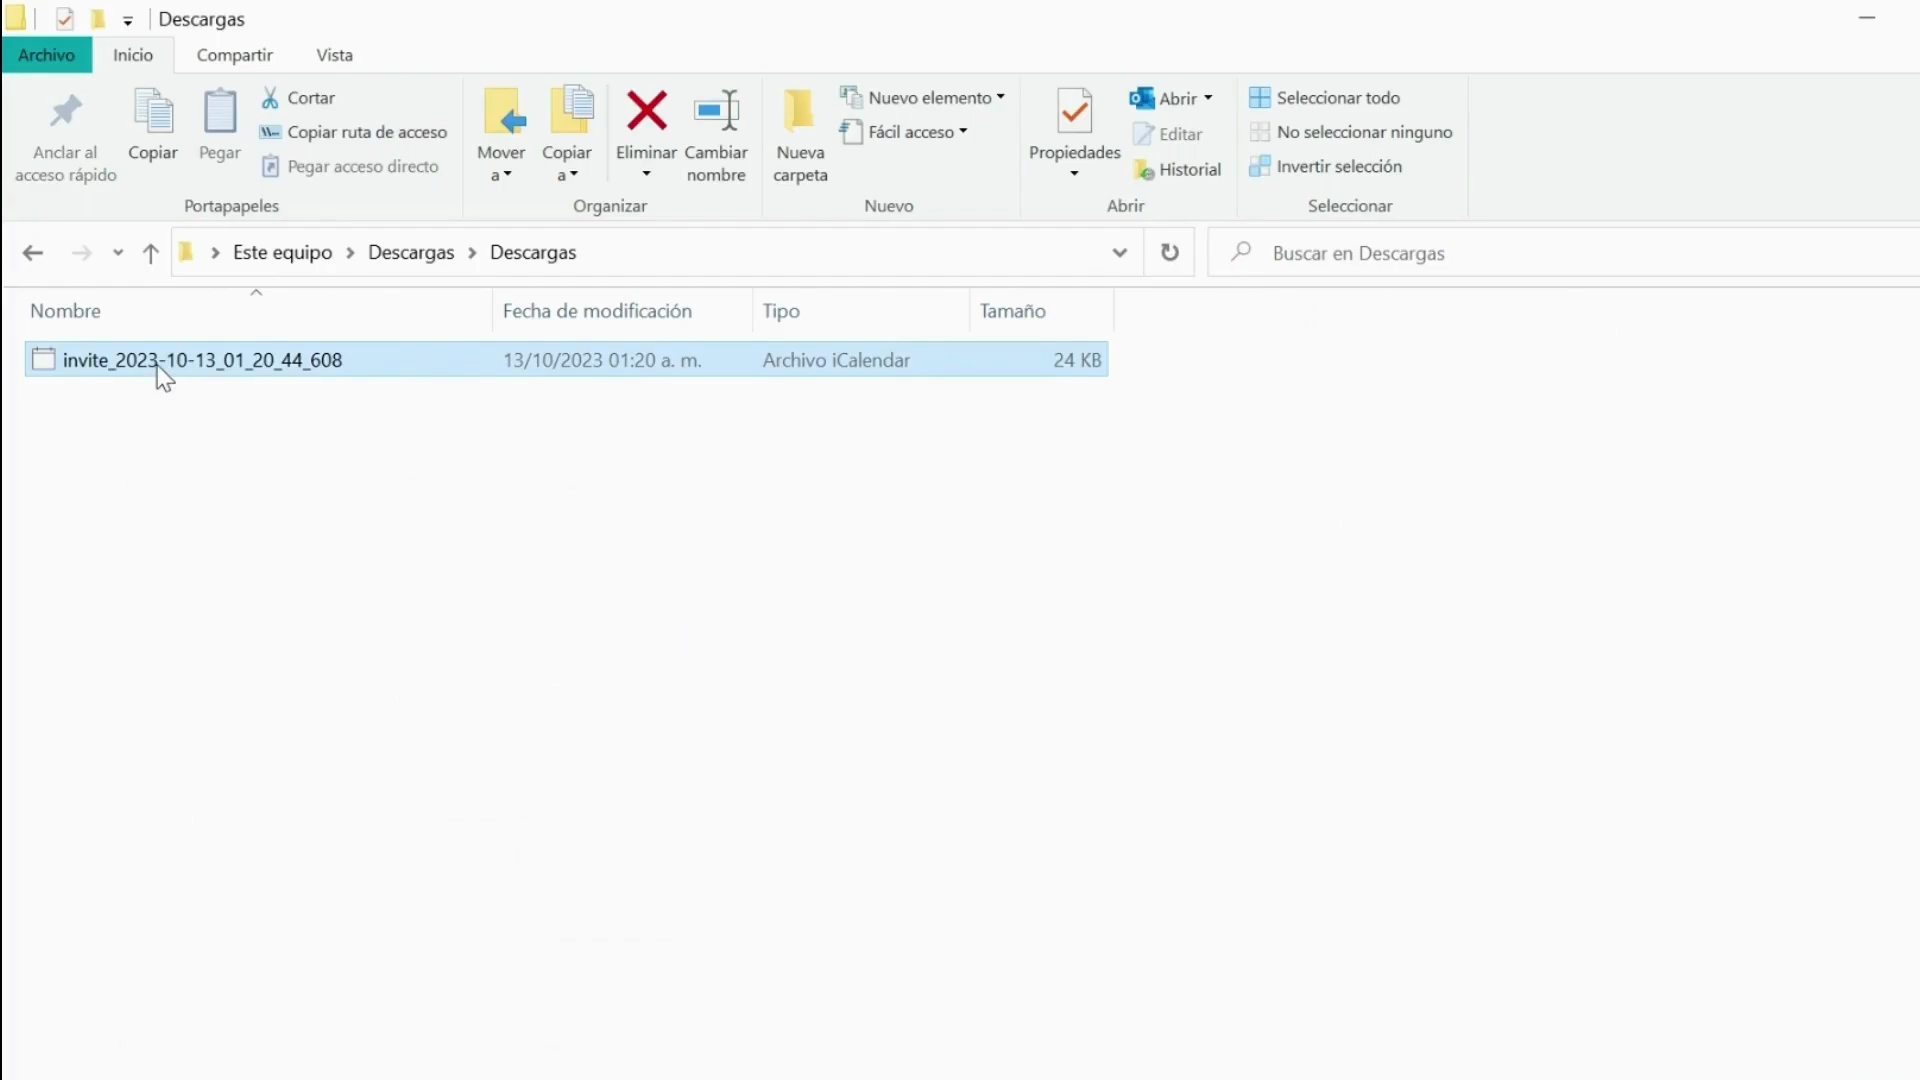 Descargas
Archivo Inicio Compartir Vista
Anclar al
acceso rápido
Copiar
Pegar
Cortar
Copiar ruta de acceso
Pegar acceso directo
Portapapeles
Mover
a
Copiar
a
Eliminar
Cambiar
nombre
Organizar
Nueva
carpeta
Nuevo elemento
Fácil acceso
Nuevo
Propiedades
Abrir
Editar
Historial
Abrir
Seleccionar todo
No seleccionar ninguno
Invertir selección
Seleccionar
Este equipo Descargas Descargas
Buscar en Descargas
Nombre Fecha de modificación Tipo Tamaño
invite_2023-10-13_01_20_44_608 13/10/2023 01:20 a. m. Archivo iCalendar 24 KB